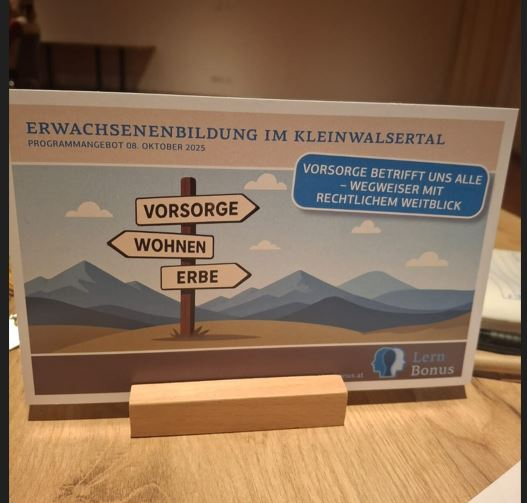 ERWACHSENENBILDUNG IM KLEINWALSERTAL
PROGRAMMANGEBOT 08. OKTOBER 2025
VORSORGE BETRIFFT UNS ALLE
– WEGWEISER MIT
RECHTLICHEM WEITBLICK
VORSORGE
WOHNEN
ERBE
Lern
Bonus